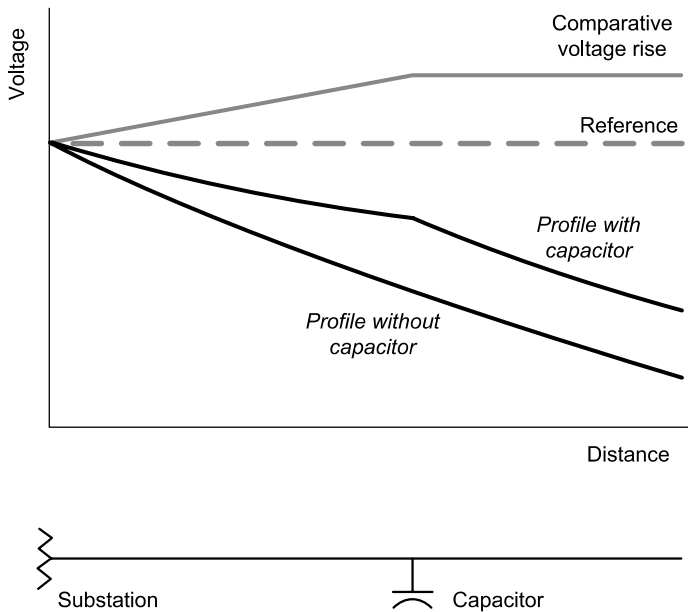 Comparative
voltage rise
Voltage
Reference
Profile with
capacitor
Profile without
capacitor
Distance
Substation
Capacitor